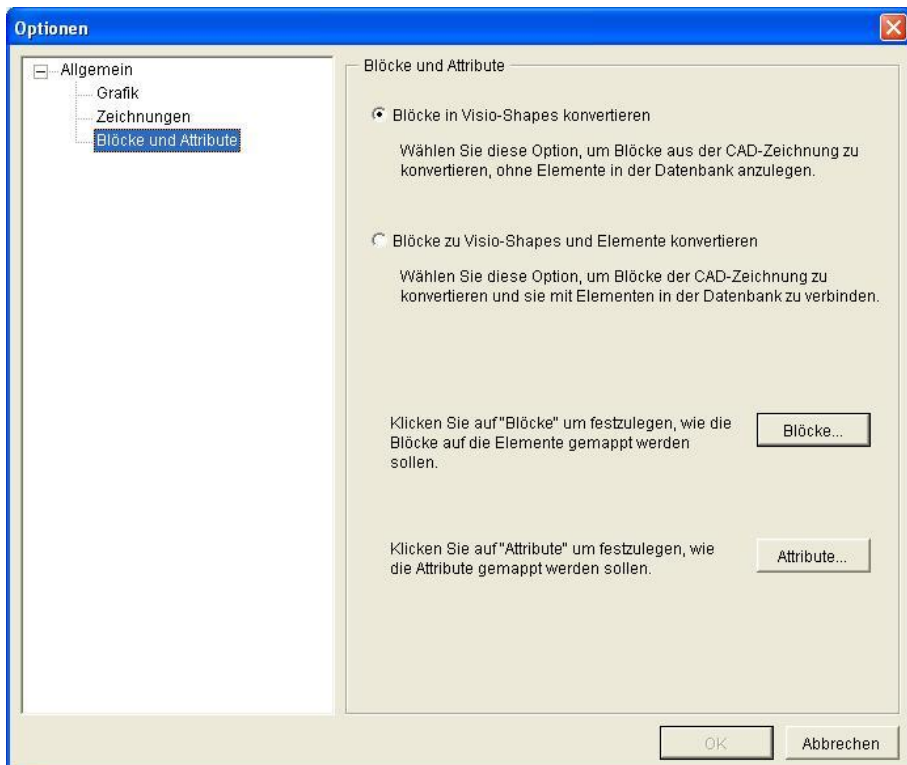 Optionen
Allgemein
Grafik
Zeichnungen
Blöcke und Attribute
Blöcke und Attribute
Blöcke in Visio-Shapes konvertieren
Wählen Sie diese Option, um Blöcke aus der CAD-Zeichnung zu
konvertieren, ohne Elemente in der Datenbank anzulegen.
Blöcke zu Visio-Shapes und Elemente konvertieren
Wählen Sie diese Option, um Blöcke der CAD-Zeichnung zu
konvertieren und sie mit Elementen in der Datenbank zu verbinden.
Klicken Sie auf "Blöcke" um festzulegen, wie die
Blöcke auf die Elemente gemappt werden
sollen.
Blöcke...
Klicken Sie auf "Attribute" um festzulegen, wie
die Attribute gemappt werden sollen.
Attribute...
OK
Abbrechen